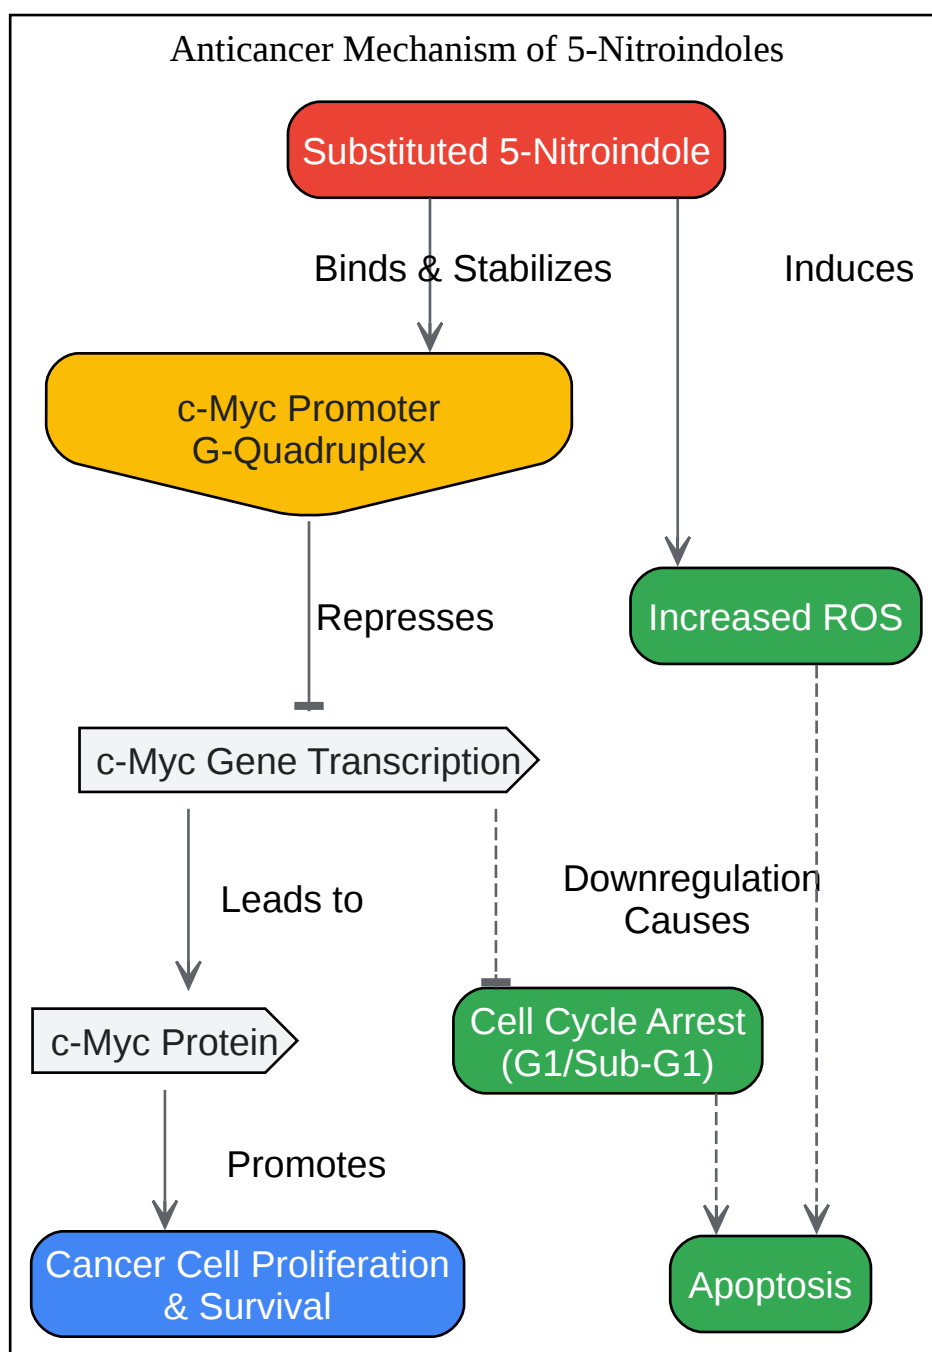 Anticancer Mechanism of 5-Nitroindoles
Substituted 5-Nitroindole
Binds & Stabilizes
Induces
c-Myc Promoter
G-Quadruplex
Represses
Increased ROS
c-Myc Gene Transcription
Leads to
Downregulation
Causes
c-Myc Protein
Cell Cycle Arrest
(G1/Sub-G1)
Promotes
Cancer Cell Proliferation
& Survival
Apoptosis